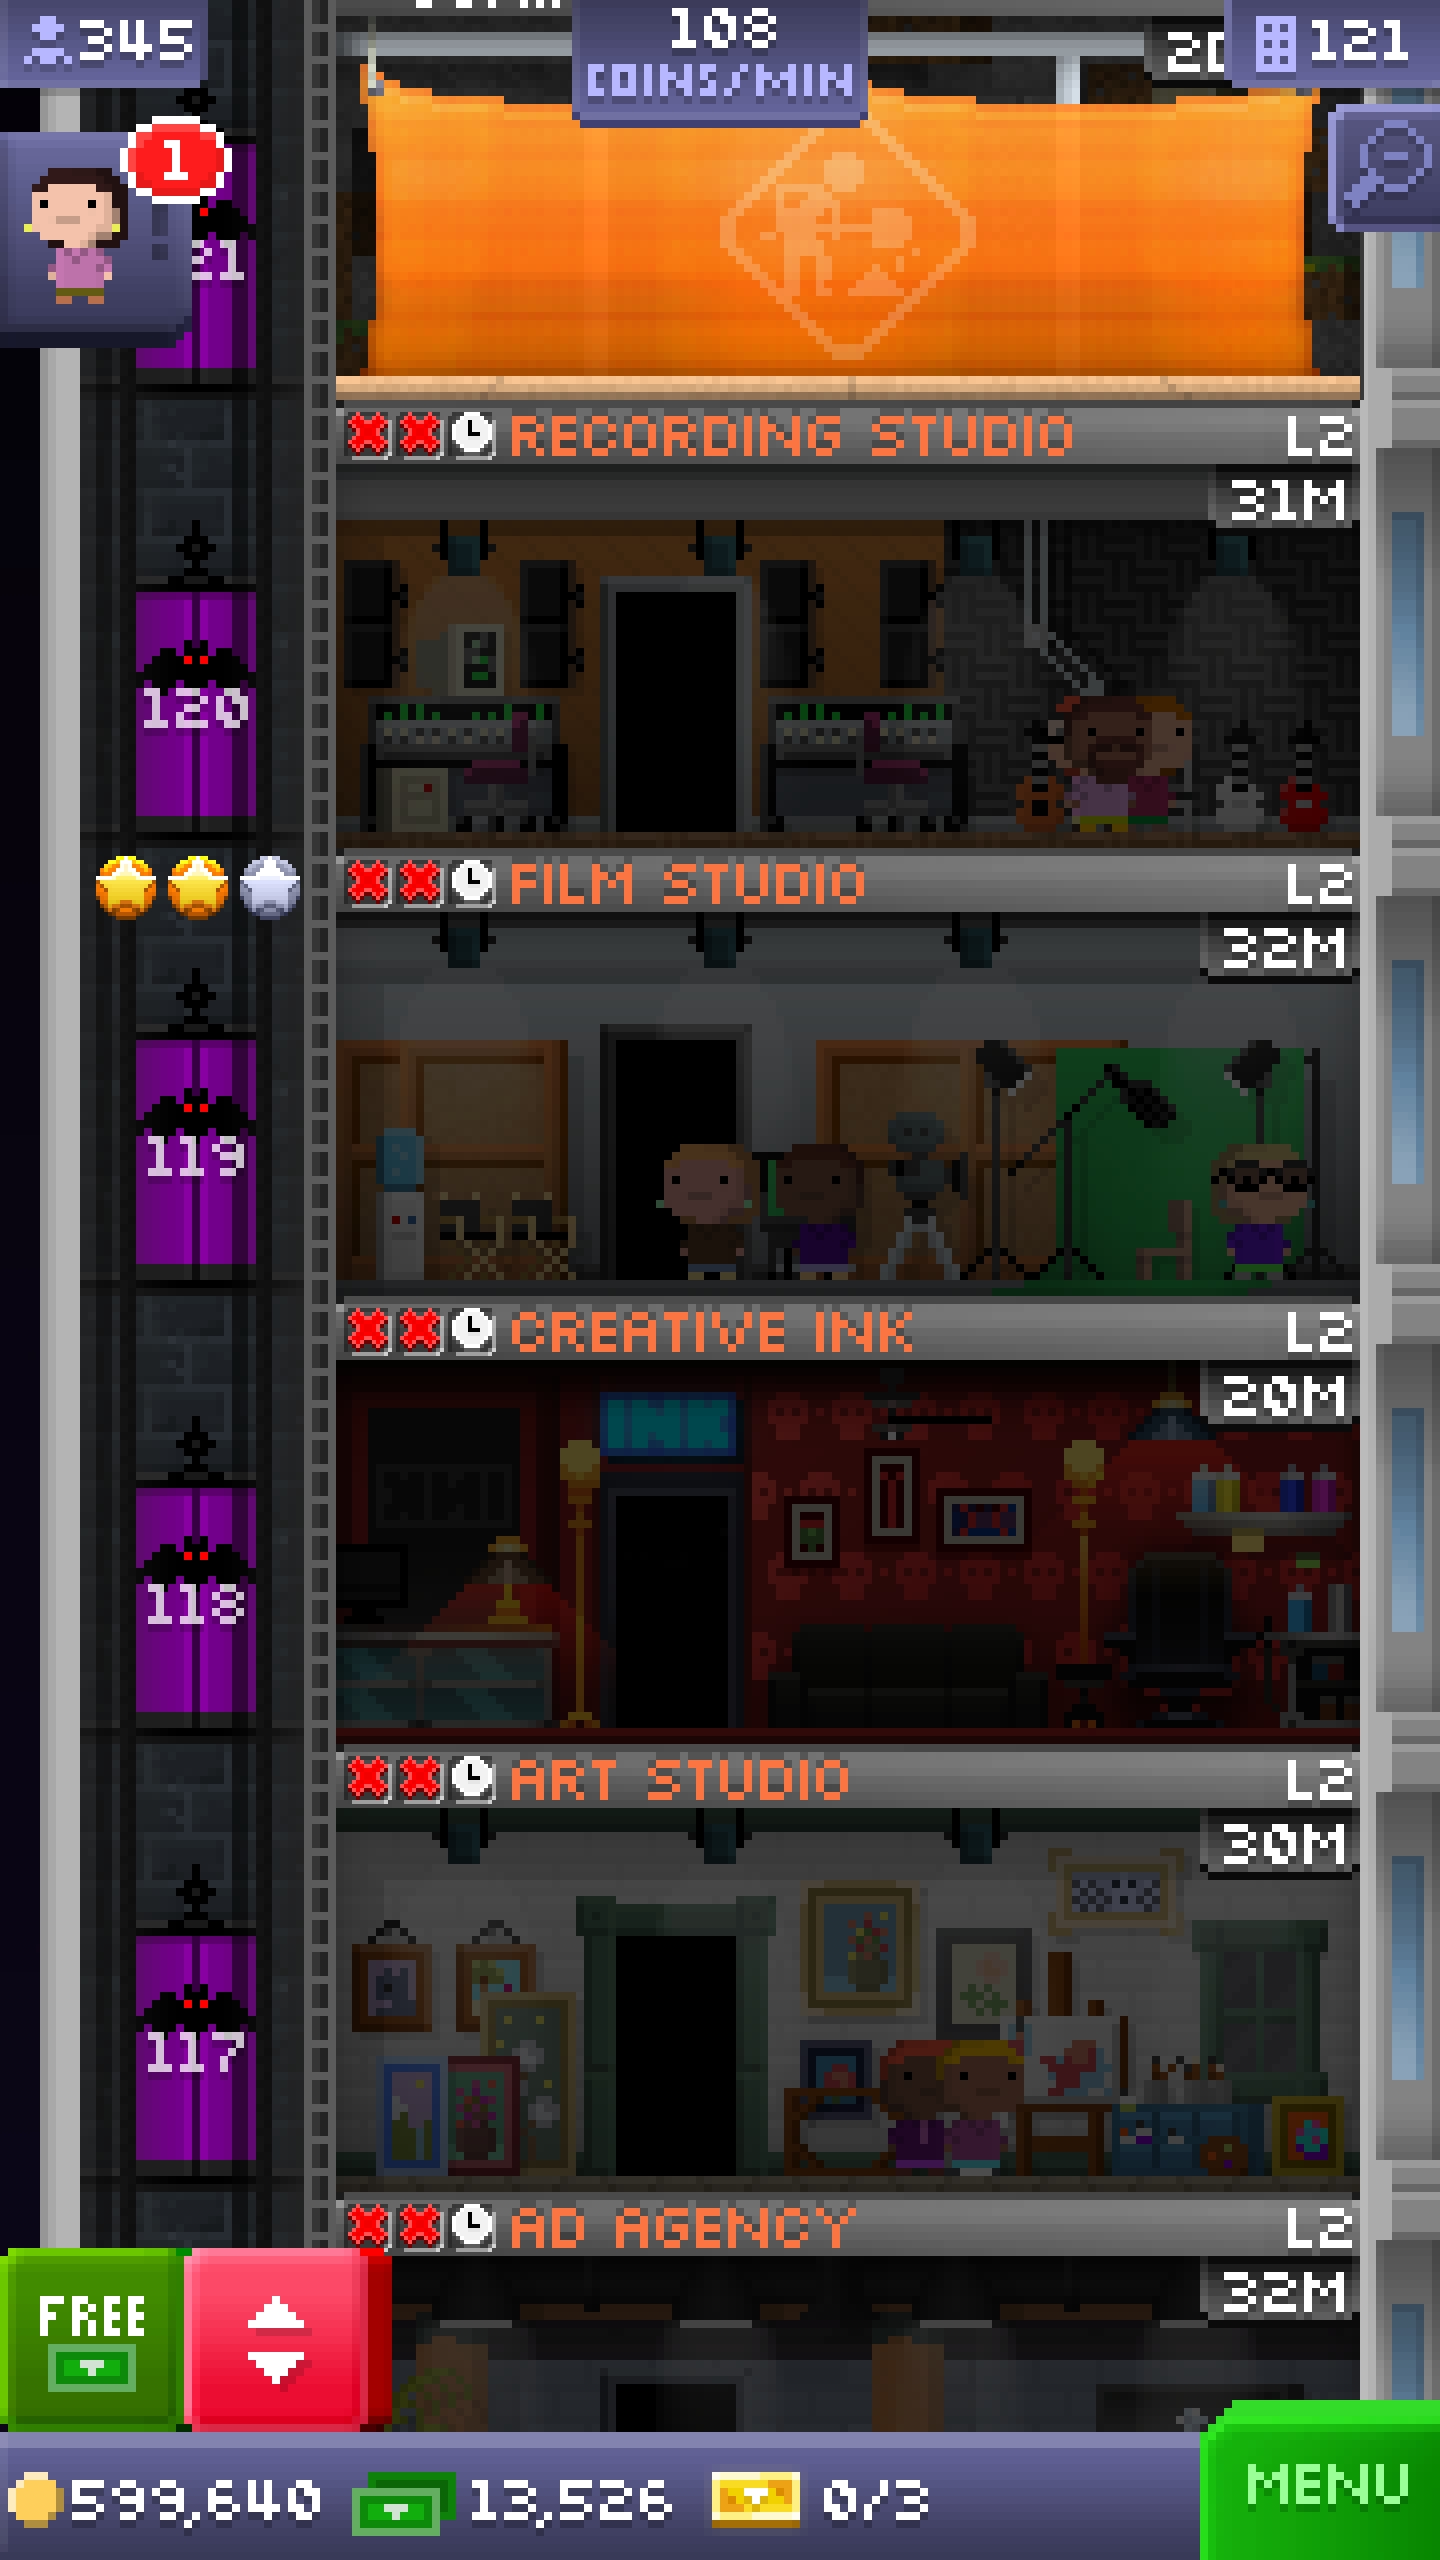 345
108
COINS/MIN
121
1
21
RECORDING STUDIO L2
31M
120
FILM STUDIO L2
32M
119
CREATIVE INK L2
20M
INK
118
ART STUDIO L2
30M
117
AD AGENCY L2
32M
FREE
599,640 13,526 0/3
MENU